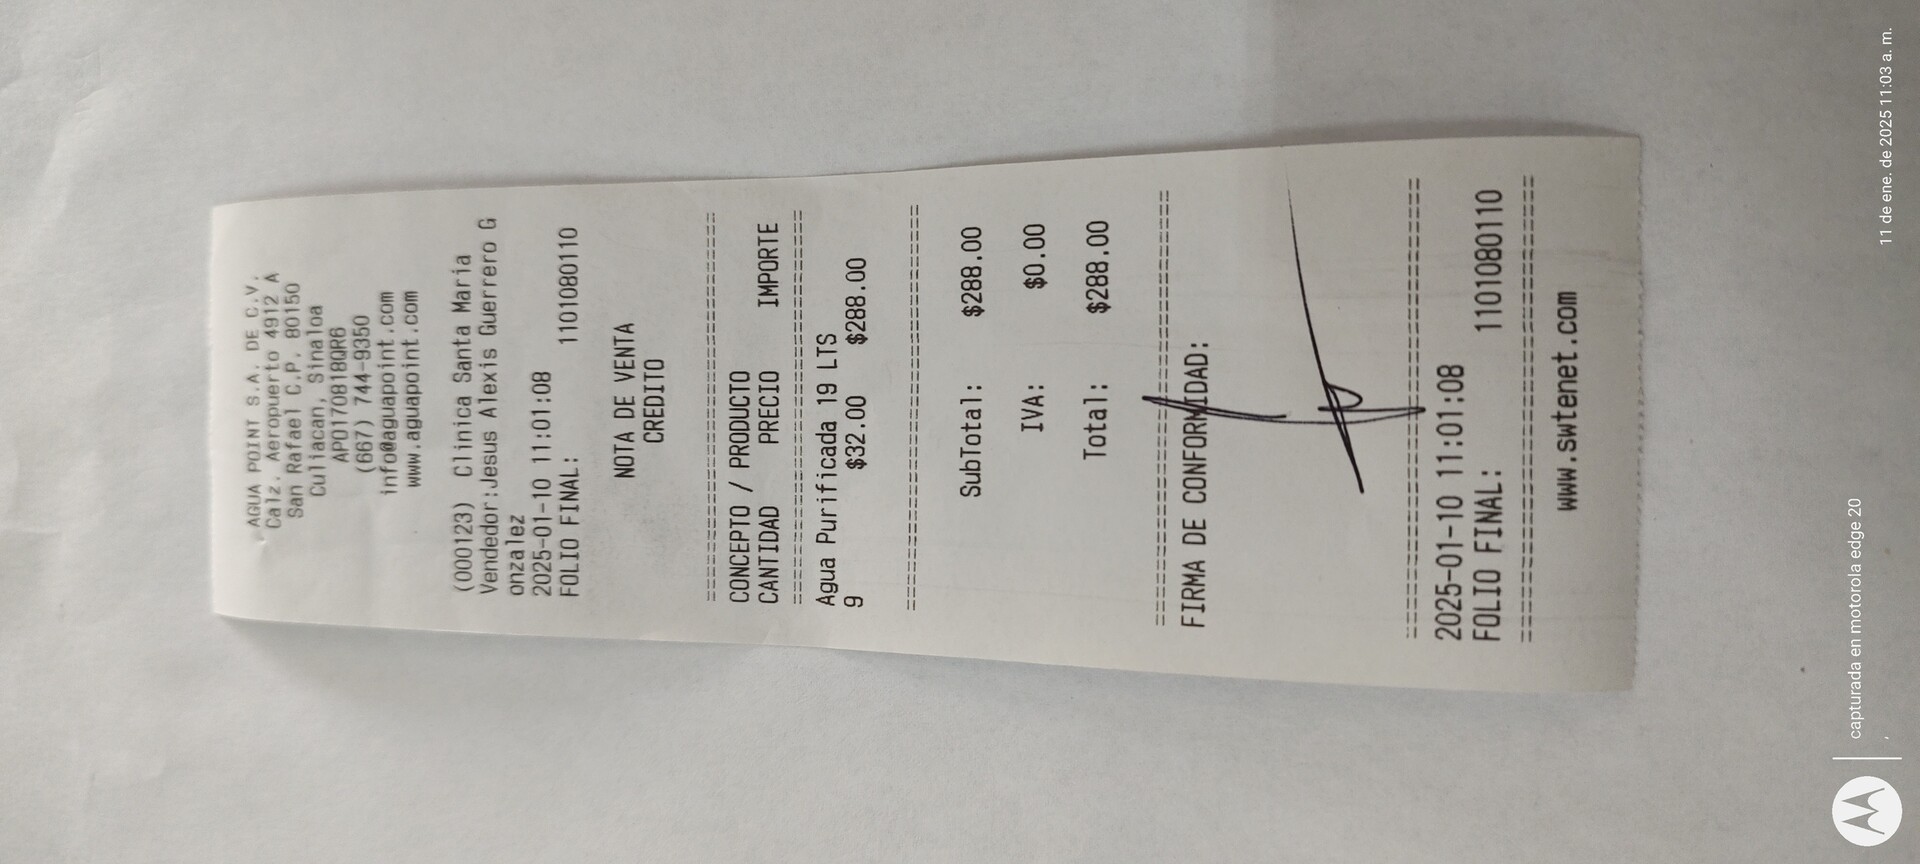 AGUA POINT S.A. DE C.V.
Calz. Aeropuerto 4912 A
San Rafael C.P. 80150
Culiacan, Sinaloa
APO170818QR6
(667) 744-9350
info@aguapoint.com
www.aguapoint.com
(000123) Clinica Santa Maria
Vendedor:Jesus Alexis Guerrero G
onzalez
2025-01-10 11:01:08
FOLIO FINAL: 1101080110
NOTA DE VENTA
CREDITO
CONCEPTO / PRODUCTO
CANTIDAD PRECIO IMPORTE
Agua Purificada 19 LTS
9 $32.00 $288.00
SubTotal: $288.00
IVA: $0.00
Total: $288.00
FIRMA DE CONFORMIDAD:
2025-01-10 11:01:08
FOLIO FINAL: 1101080110
www.swtenet.com
capturada en motorola edge 20
11 de ene. de 2025 11:03 a. m.